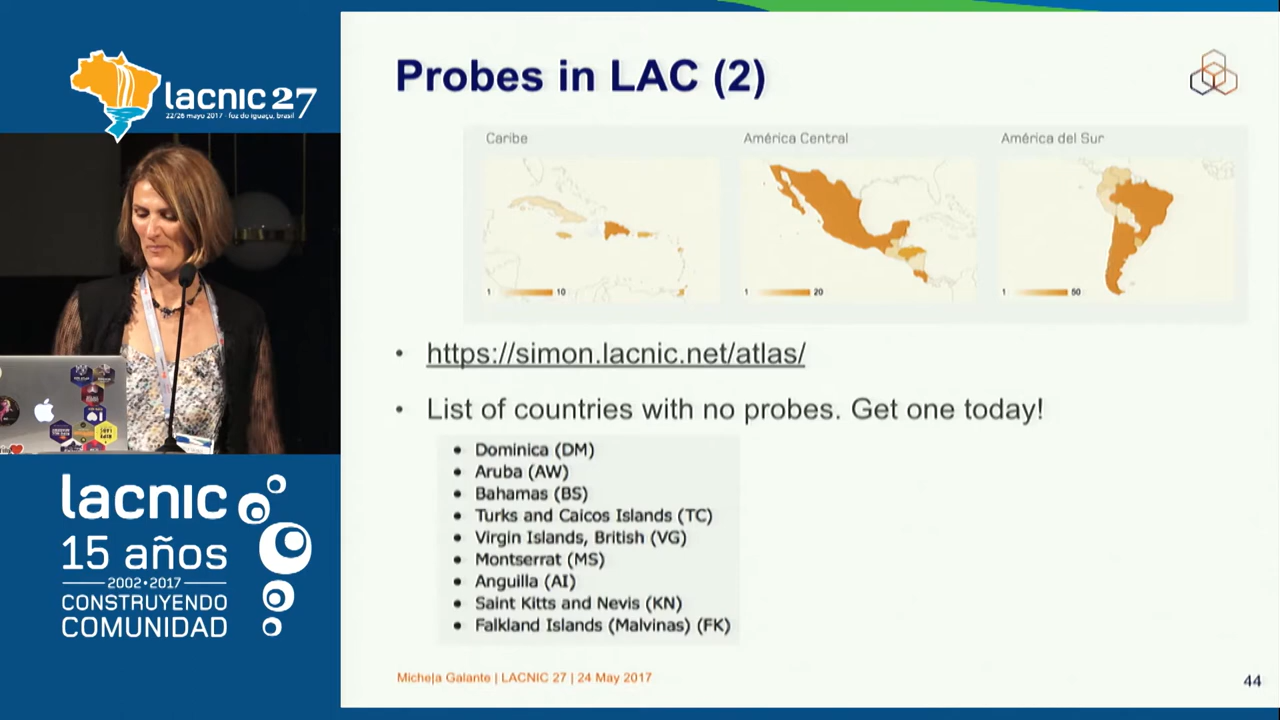 lacnic 27
22/26 mayo 2017 - foz do iguaçu, brasil
lacnic
15 años
2002•2017
CONSTRUYENDO
COMUNIDAD
Probes in LAC (2)
Caribe
América Central
América del Sur
1 10
1 20
1 50
• https://simon.lacnic.net/atlas/
• List of countries with no probes. Get one today!
• Dominica (DM)
• Aruba (AW)
• Bahamas (BS)
• Turks and Caicos Islands (TC)
• Virgin Islands, British (VG)
• Montserrat (MS)
• Anguilla (AI)
• Saint Kitts and Nevis (KN)
• Falkland Islands (Malvinas) (FK)
Michela Galante | LACNIC 27 | 24 May 2017
44